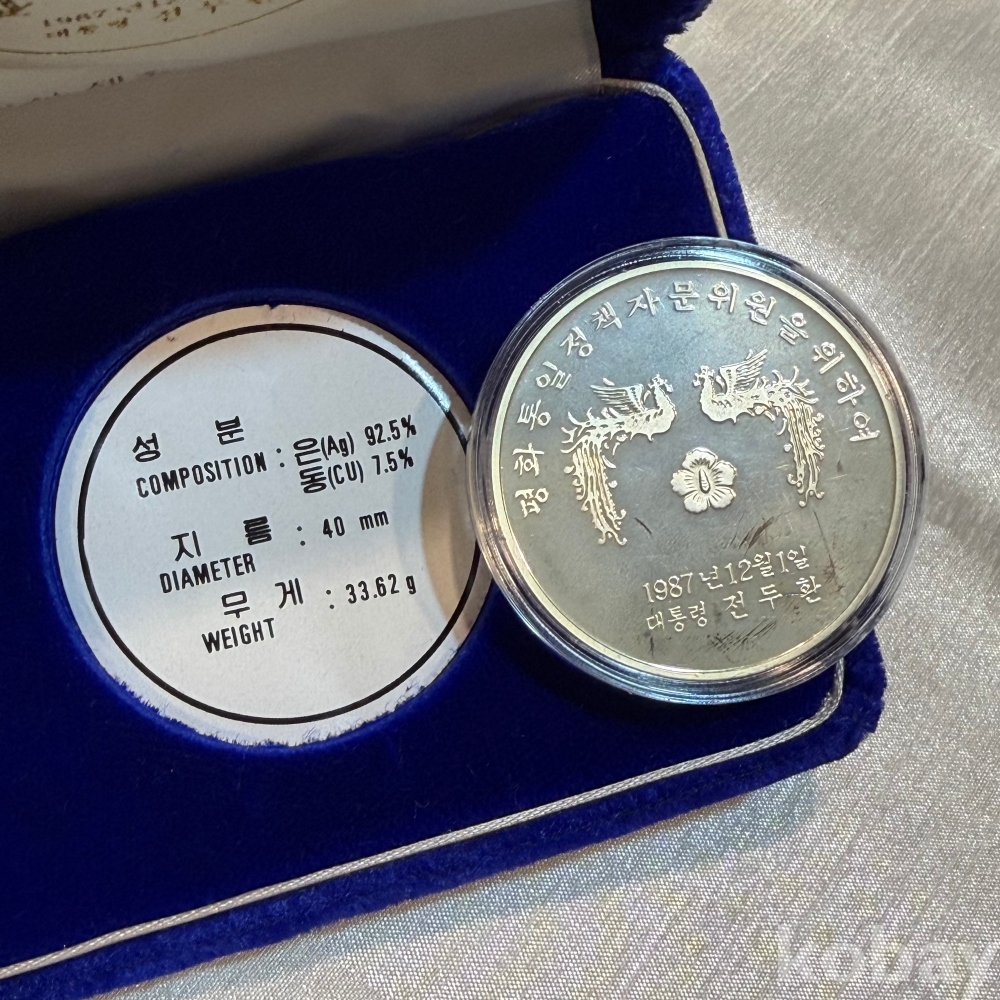 성 분
COMPOSITION : 은(Ag) 92.5%
동(CU) 7.5%
지 름 : 40 mm
DIAMETER
무 게 : 33.62 g
WEIGHT
평화통일정책자문위원을위하여
1987년12월1일
대통령 전두환
kobay